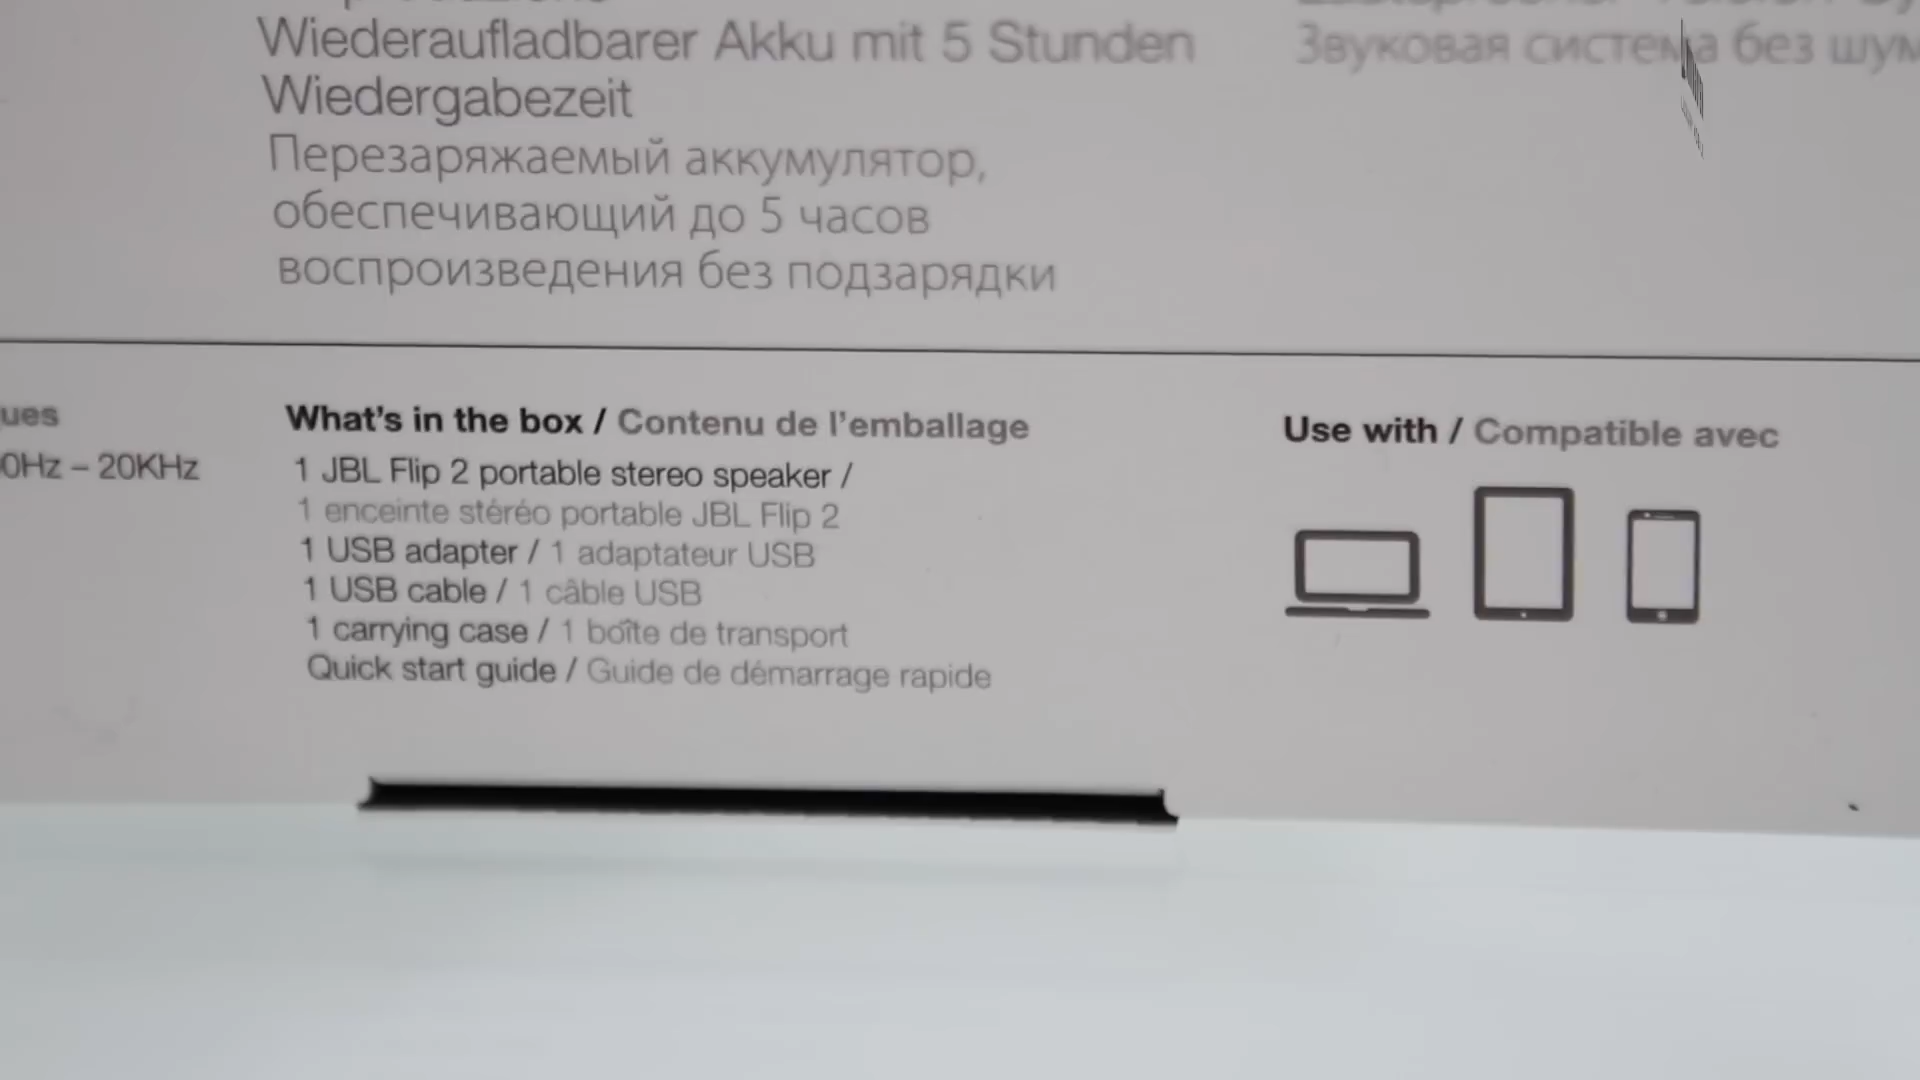 Wiederaufladbarer Akku mit 5 Stunden
Wiedergabezeit
Перезаряжаемый аккумулятор,
обеспечивающий до 5 часов
воспроизведения без подзарядки
Звуковая система без
0Hz – 20KHz
What's in the box / Contenu de l'emballage
1 JBL Flip 2 portable stereo speaker /
1 enceinte stéréo portable JBL Flip 2
1 USB adapter / 1 adaptateur USB
1 USB cable / 1 câble USB
1 carrying case / 1 boîte de transport
Quick start guide / Guide de démarrage rapide
Use with / Compatible avec